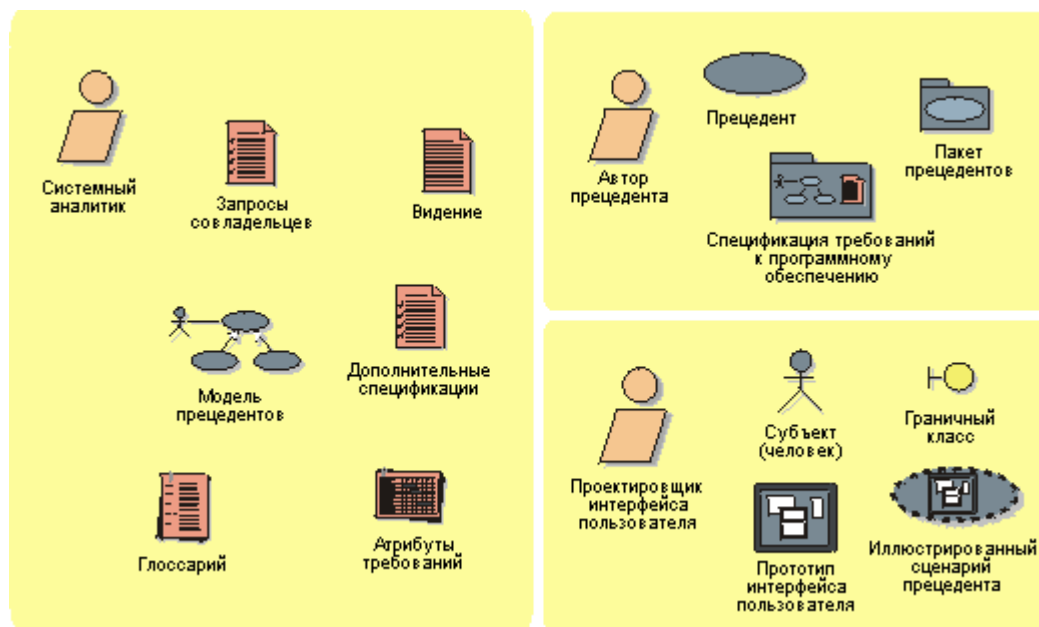 Системный
аналитик
Запросы
совладельцев
Видение
Модель
прецедентов
Дополнительные
спецификации
Глоссарий
Атрибуты
требований
Автор
прецедента
Прецедент
Пакет
прецедентов
Спецификация требований
к программному
обеспечению
Проектировщик
интерфейса
пользователя
Субъект
(человек)
Граничный
класс
Прототип
интерфейса
пользователя
Иллюстрированный
сценарий
прецедента